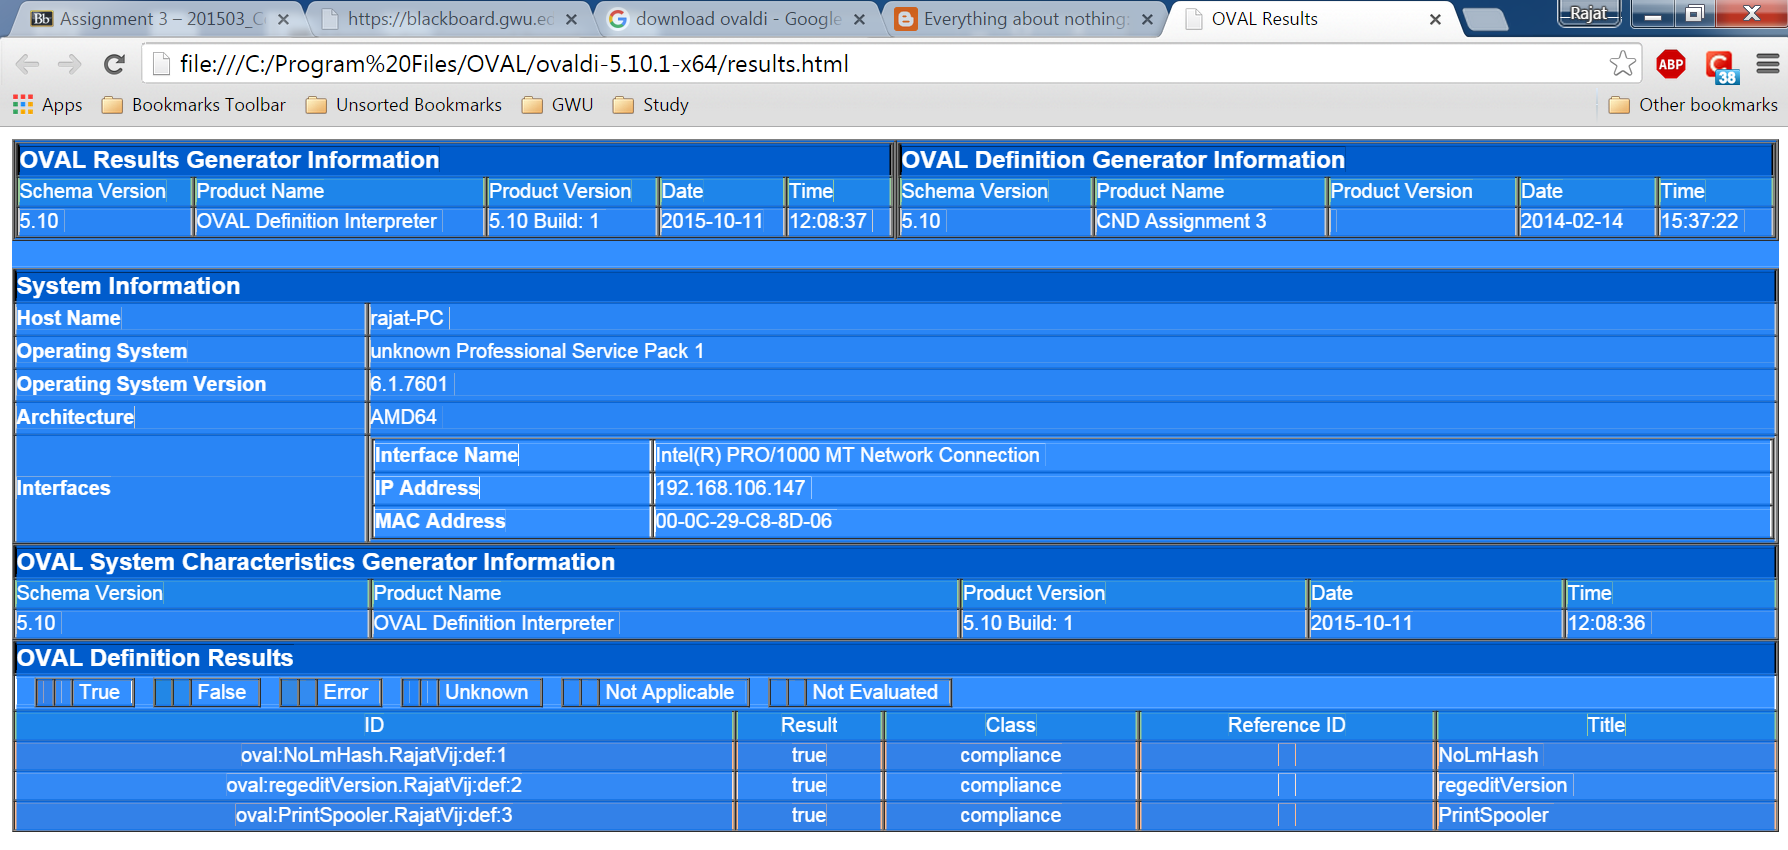 Bb Assignment 3 – 201503_C
https://blackboard.gwu.ed
download ovaldi - Google
Everything about nothing:
OVAL Results
Rajat
file:///C:/Program%20Files/OVAL/ovaldi-5.10.1-x64/results.html
ABP
38
Apps Bookmarks Toolbar Unsorted Bookmarks GWU Study Other bookmarks
OVAL Results Generator Information OVAL Definition Generator Information
Schema Version Product Name Product Version Date Time Schema Version Product Name Product Version Date Time
5.10 OVAL Definition Interpreter 5.10 Build: 1 2015-10-11 12:08:37 5.10 CND Assignment 3 2014-02-14 15:37:22
System Information
Host Name rajat-PC
Operating System unknown Professional Service Pack 1
Operating System Version 6.1.7601
Architecture AMD64
Interfaces
Interface Name Intel(R) PRO/1000 MT Network Connection
IP Address 192.168.106.147
MAC Address 00-0C-29-C8-8D-06
OVAL System Characteristics Generator Information
Schema Version Product Name Product Version Date Time
5.10 OVAL Definition Interpreter 5.10 Build: 1 2015-10-11 12:08:36
OVAL Definition Results
True False Error Unknown Not Applicable Not Evaluated
ID Result Class Reference ID Title
oval:NoLmHash.RajatVij:def:1 true compliance NoLmHash
oval:regeditVersion.RajatVij:def:2 true compliance regeditVersion
oval:PrintSpooler.RajatVij:def:3 true compliance PrintSpooler